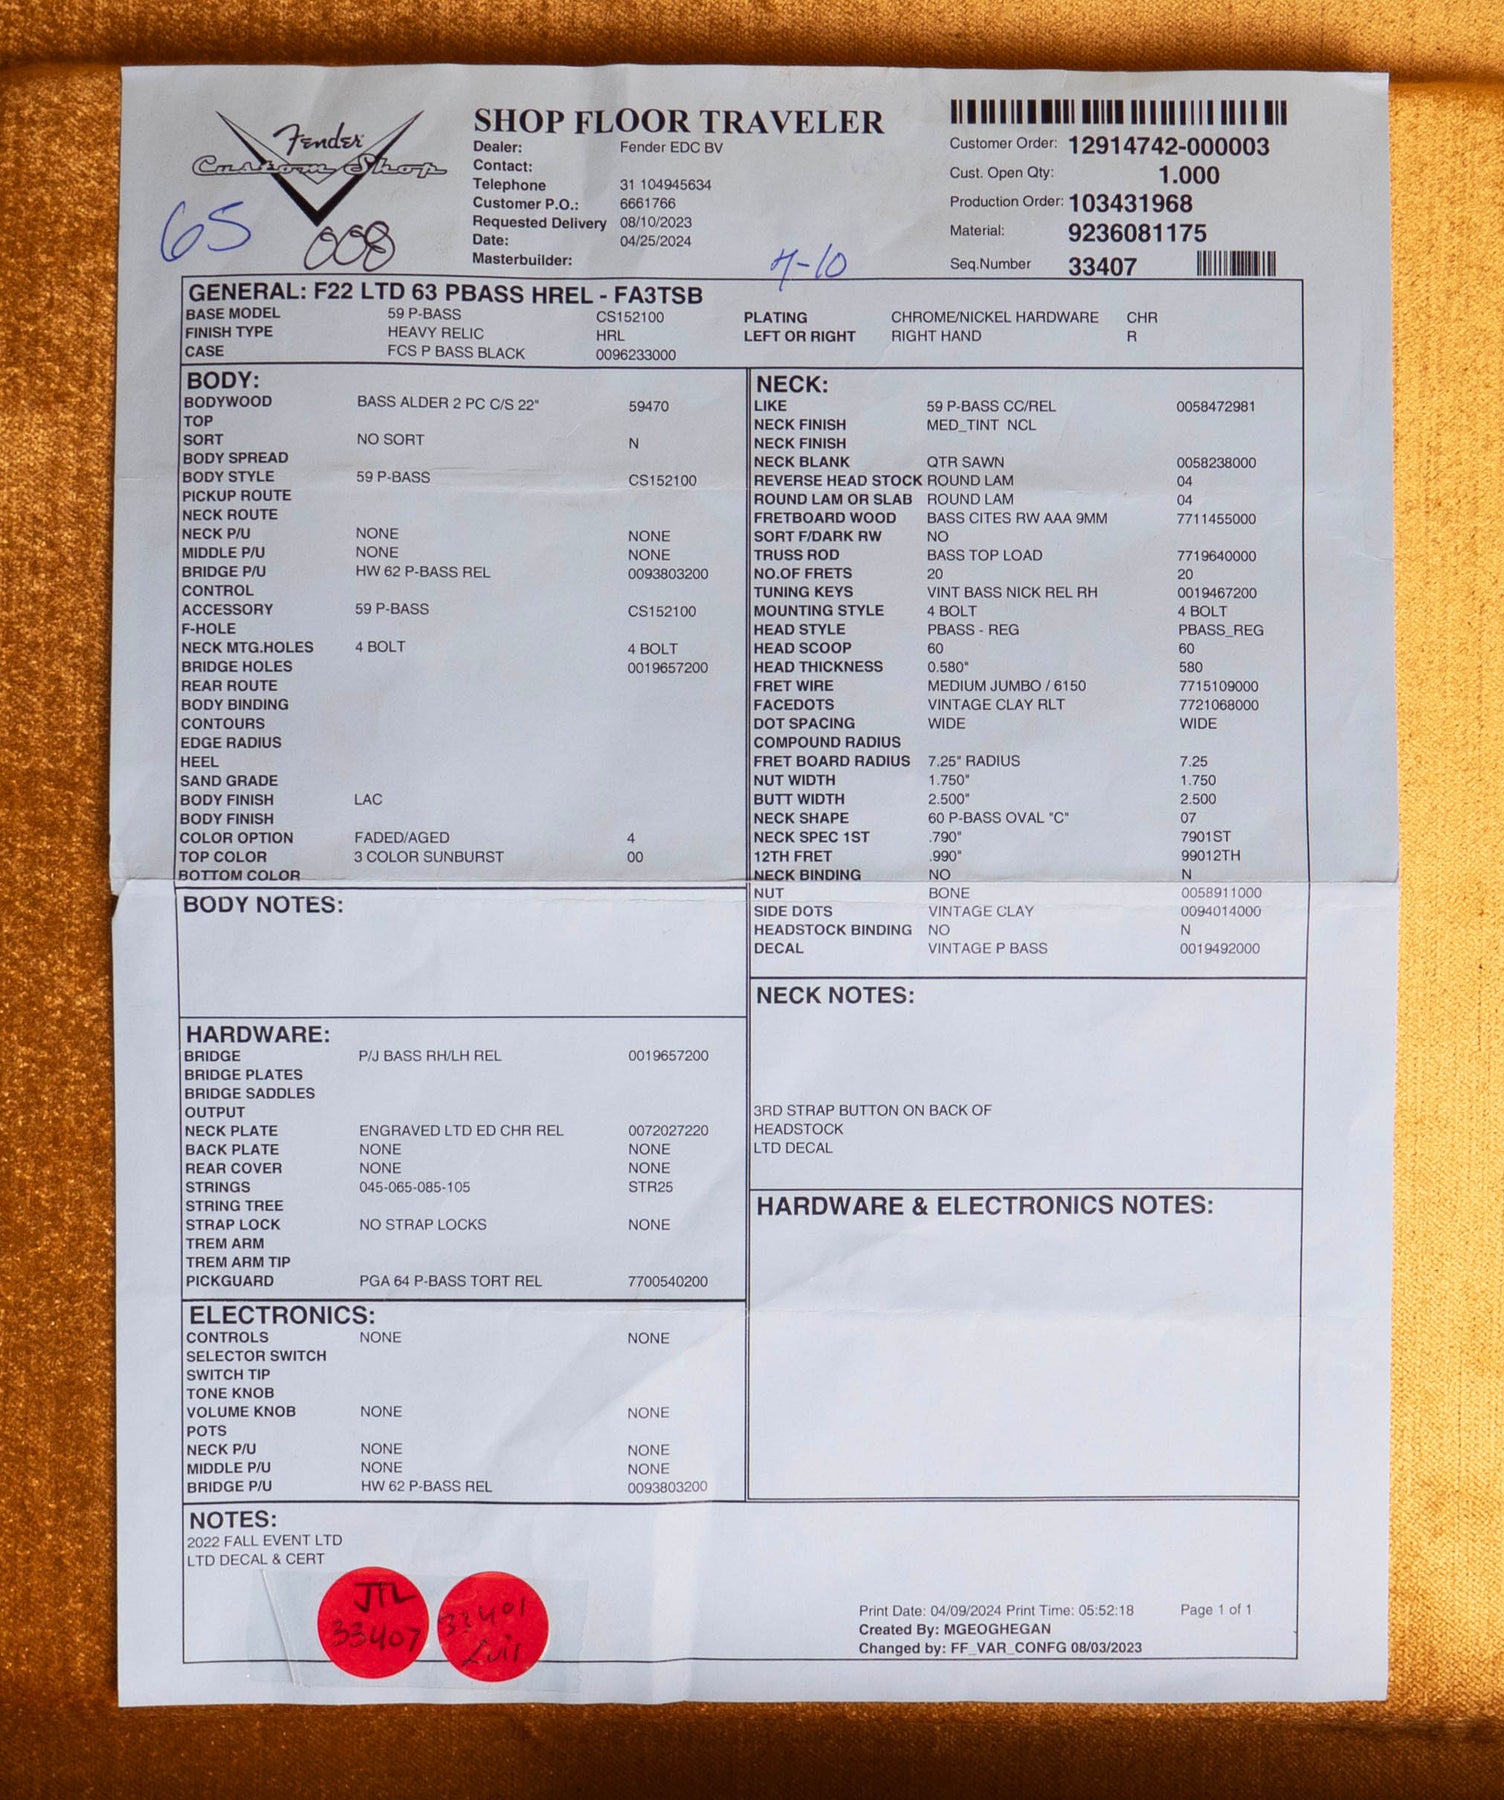 Fender
Custom Shop
65
008
SHOP FLOOR TRAVELER
Dealer: Fender EDC BV
Contact:
Telephone 31 104945634
Customer P.O.: 6661766
Requested Delivery 08/10/2023
Date: 04/25/2024
Masterbuilder:
4-10
Customer Order: 12914742-000003
Cust. Open Qty: 1.000
Production Order: 103431968
Material: 9236081175
Seq.Number 33407
GENERAL: F22 LTD 63 PBASS HREL - FA3TSB
BASE MODEL 59 P-BASS CS152100
FINISH TYPE HEAVY RELIC HRL
CASE FCS P BASS BLACK 0096233000
PLATING CHROME/NICKEL HARDWARE CHR
LEFT OR RIGHT RIGHT HAND R
BODY:
BODYWOOD BASS ALDER 2 PC C/S 22" 59470
TOP
SORT NO SORT N
BODY SPREAD
BODY STYLE 59 P-BASS CS152100
PICKUP ROUTE
NECK ROUTE
NECK P/U NONE NONE
MIDDLE P/U NONE NONE
BRIDGE P/U HW 62 P-BASS REL 0093803200
CONTROL
ACCESSORY 59 P-BASS CS152100
F-HOLE
NECK MTG.HOLES 4 BOLT 4 BOLT
BRIDGE HOLES 0019657200
REAR ROUTE
BODY BINDING
CONTOURS
EDGE RADIUS
HEEL
SAND GRADE
BODY FINISH LAC
BODY FINISH
COLOR OPTION FADED/AGED 4
TOP COLOR 3 COLOR SUNBURST 00
BOTTOM COLOR
BODY NOTES:
HARDWARE:
BRIDGE P/J BASS RH/LH REL 0019657200
BRIDGE PLATES
BRIDGE SADDLES
OUTPUT
NECK PLATE ENGRAVED LTD ED CHR REL 0072027220
BACK PLATE NONE NONE
REAR COVER NONE NONE
STRINGS 045-065-085-105 STR25
STRING TREE
STRAP LOCK NO STRAP LOCKS NONE
TREM ARM
TREM ARM TIP
PICKGUARD PGA 64 P-BASS TORT REL 7700540200
ELECTRONICS:
CONTROLS NONE NONE
SELECTOR SWITCH
SWITCH TIP
TONE KNOB
VOLUME KNOB NONE NONE
POTS
NECK P/U NONE NONE
MIDDLE P/U NONE NONE
BRIDGE P/U HW 62 P-BASS REL 0093803200
NECK:
LIKE 59 P-BASS CC/REL 0058472981
NECK FINISH MED_TINT NCL
NECK FINISH
NECK BLANK QTR SAWN 0058238000
REVERSE HEAD STOCK ROUND LAM 04
ROUND LAM OR SLAB ROUND LAM 04
FRETBOARD WOOD BASS CITES RW AAA 9MM 7711455000
SORT F/DARK RW NO
TRUSS ROD BASS TOP LOAD 7719640000
NO.OF FRETS 20 20
TUNING KEYS VINT BASS NICK REL RH 0019467200
MOUNTING STYLE 4 BOLT 4 BOLT
HEAD STYLE PBASS - REG PBASS_REG
HEAD SCOOP 60 60
HEAD THICKNESS 0.580" 580
FRET WIRE MEDIUM JUMBO / 6150 7715109000
FACEDOTS VINTAGE CLAY RLT 7721068000
DOT SPACING WIDE WIDE
COMPOUND RADIUS
FRET BOARD RADIUS 7.25" RADIUS 7.25
NUT WIDTH 1.750" 1.750
BUTT WIDTH 2.500" 2.500
NECK SHAPE 60 P-BASS OVAL "C" 07
NECK SPEC 1ST .790" 7901ST
12TH FRET .990" 99012TH
NECK BINDING NO N
NUT BONE 0058911000
SIDE DOTS VINTAGE CLAY 0094014000
HEADSTOCK BINDING NO N
DECAL VINTAGE P BASS 0019492000
NECK NOTES:
3RD STRAP BUTTON ON BACK OF
HEADSTOCK
LTD DECAL
HARDWARE & ELECTRONICS NOTES:
NOTES:
2022 FALL EVENT LTD
LTD DECAL & CERT
JTL
33407
33401
Luis
Print Date: 04/09/2024 Print Time: 05:52:18 Page 1 of 1
Created By: MGEOGHEGAN
Changed by: FF_VAR_CONFG 08/03/2023